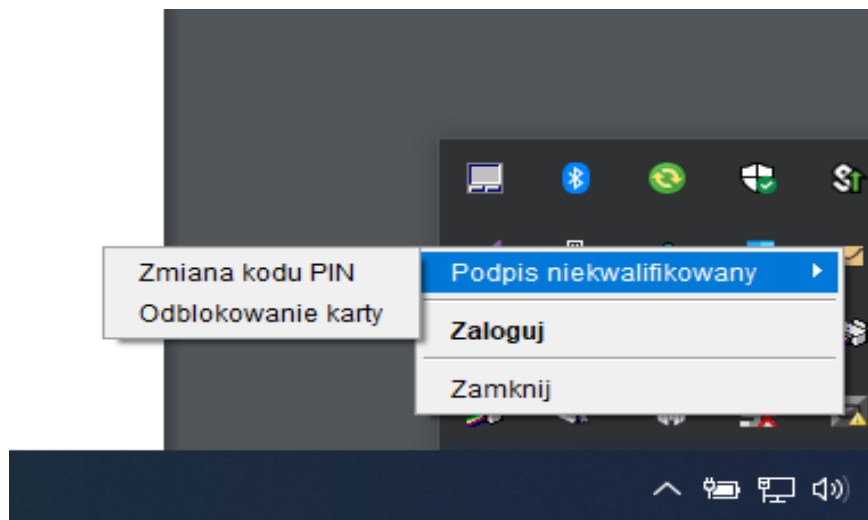 Zmiana kodu PIN
Odblokowanie karty
Podpis niekwalifikowany
Zaloguj
Zamknij